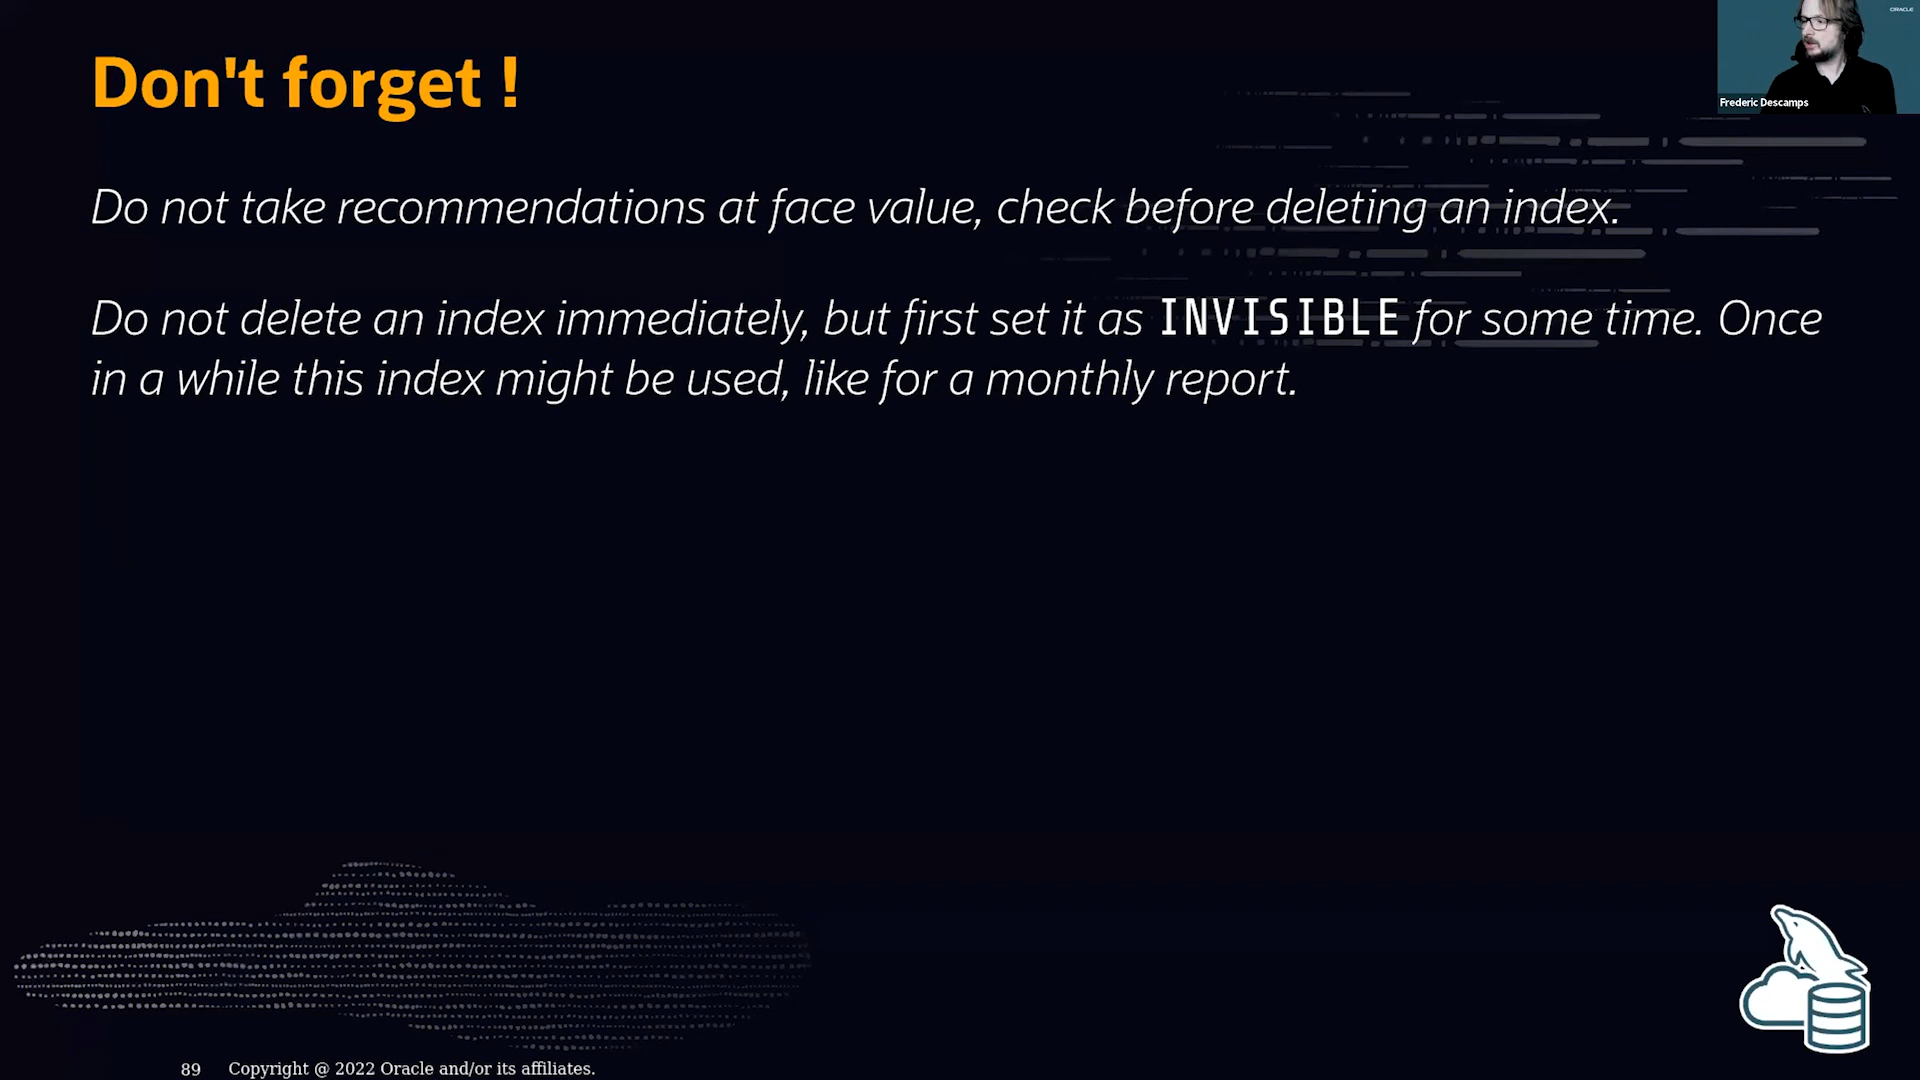 Don't forget !
ORACLE
Frederic Descamps
Do not take recommendations at face value, check before deleting an index.
Do not delete an index immediately, but first set it as INVISIBLE for some time. Once
in a while this index might be used, like for a monthly report.
89 Copyright @ 2022 Oracle and/or its affiliates.